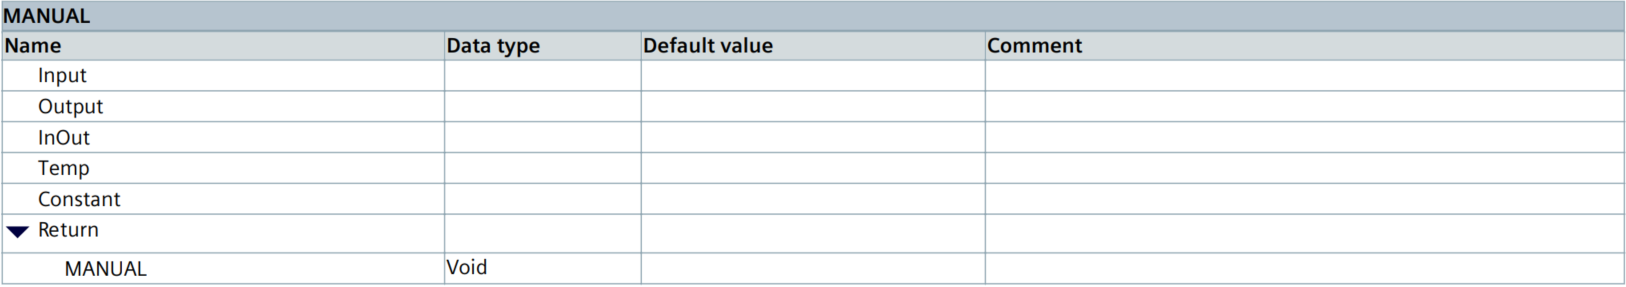 MANUAL
Name Data type Default value Comment
Input
Output
InOut
Temp
Constant
Return
MANUAL Void